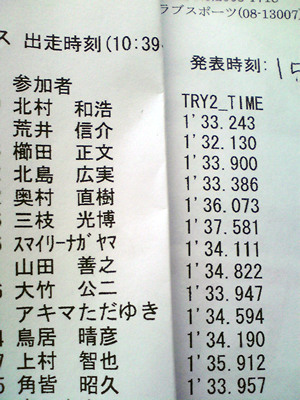 ラブスポーツ(08-13007)
ス 出走時刻(10:39
発表時刻:
参加者 TRY2_TIME
北村 和浩 1'33.243
荒井 信介 1'32.130
櫛田 正文 1'33.900
北島 広実 1'33.386
奥村 直樹 1'36.073
三枝 光博 1'37.581
スマイリーナガヤマ 1'34.111
山田 善之 1'34.822
大竹 公二 1'33.947
アキマただゆき 1'34.594
鳥居 晴彦 1'34.190
上村 智也 1'35.912
角皆 昭久 1'33.957